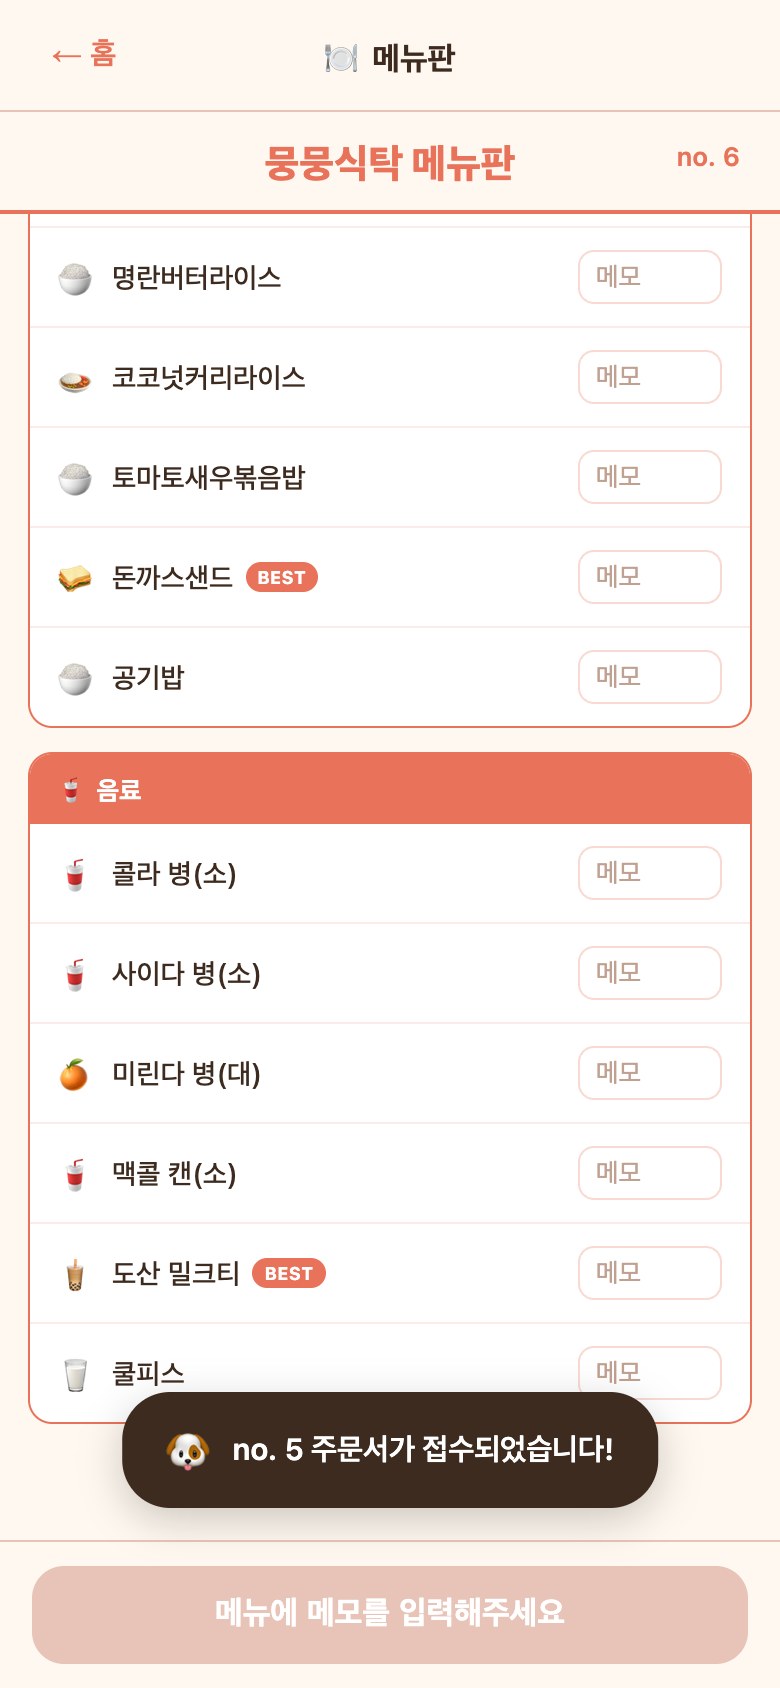 ← 홈
메뉴판
뭉뭉식탁 메뉴판
no. 6
명란버터라이스 메모
코코넛커리라이스 메모
토마토새우볶음밥 메모
돈까스샌드 BEST 메모
공기밥 메모
음료
콜라 병(소) 메모
사이다 병(소) 메모
미린다 병(대) 메모
맥콜 캔(소) 메모
도산 밀크티 BEST 메모
쿨피스 메모
no. 5 주문서가 접수되었습니다!
메뉴에 메모를 입력해주세요